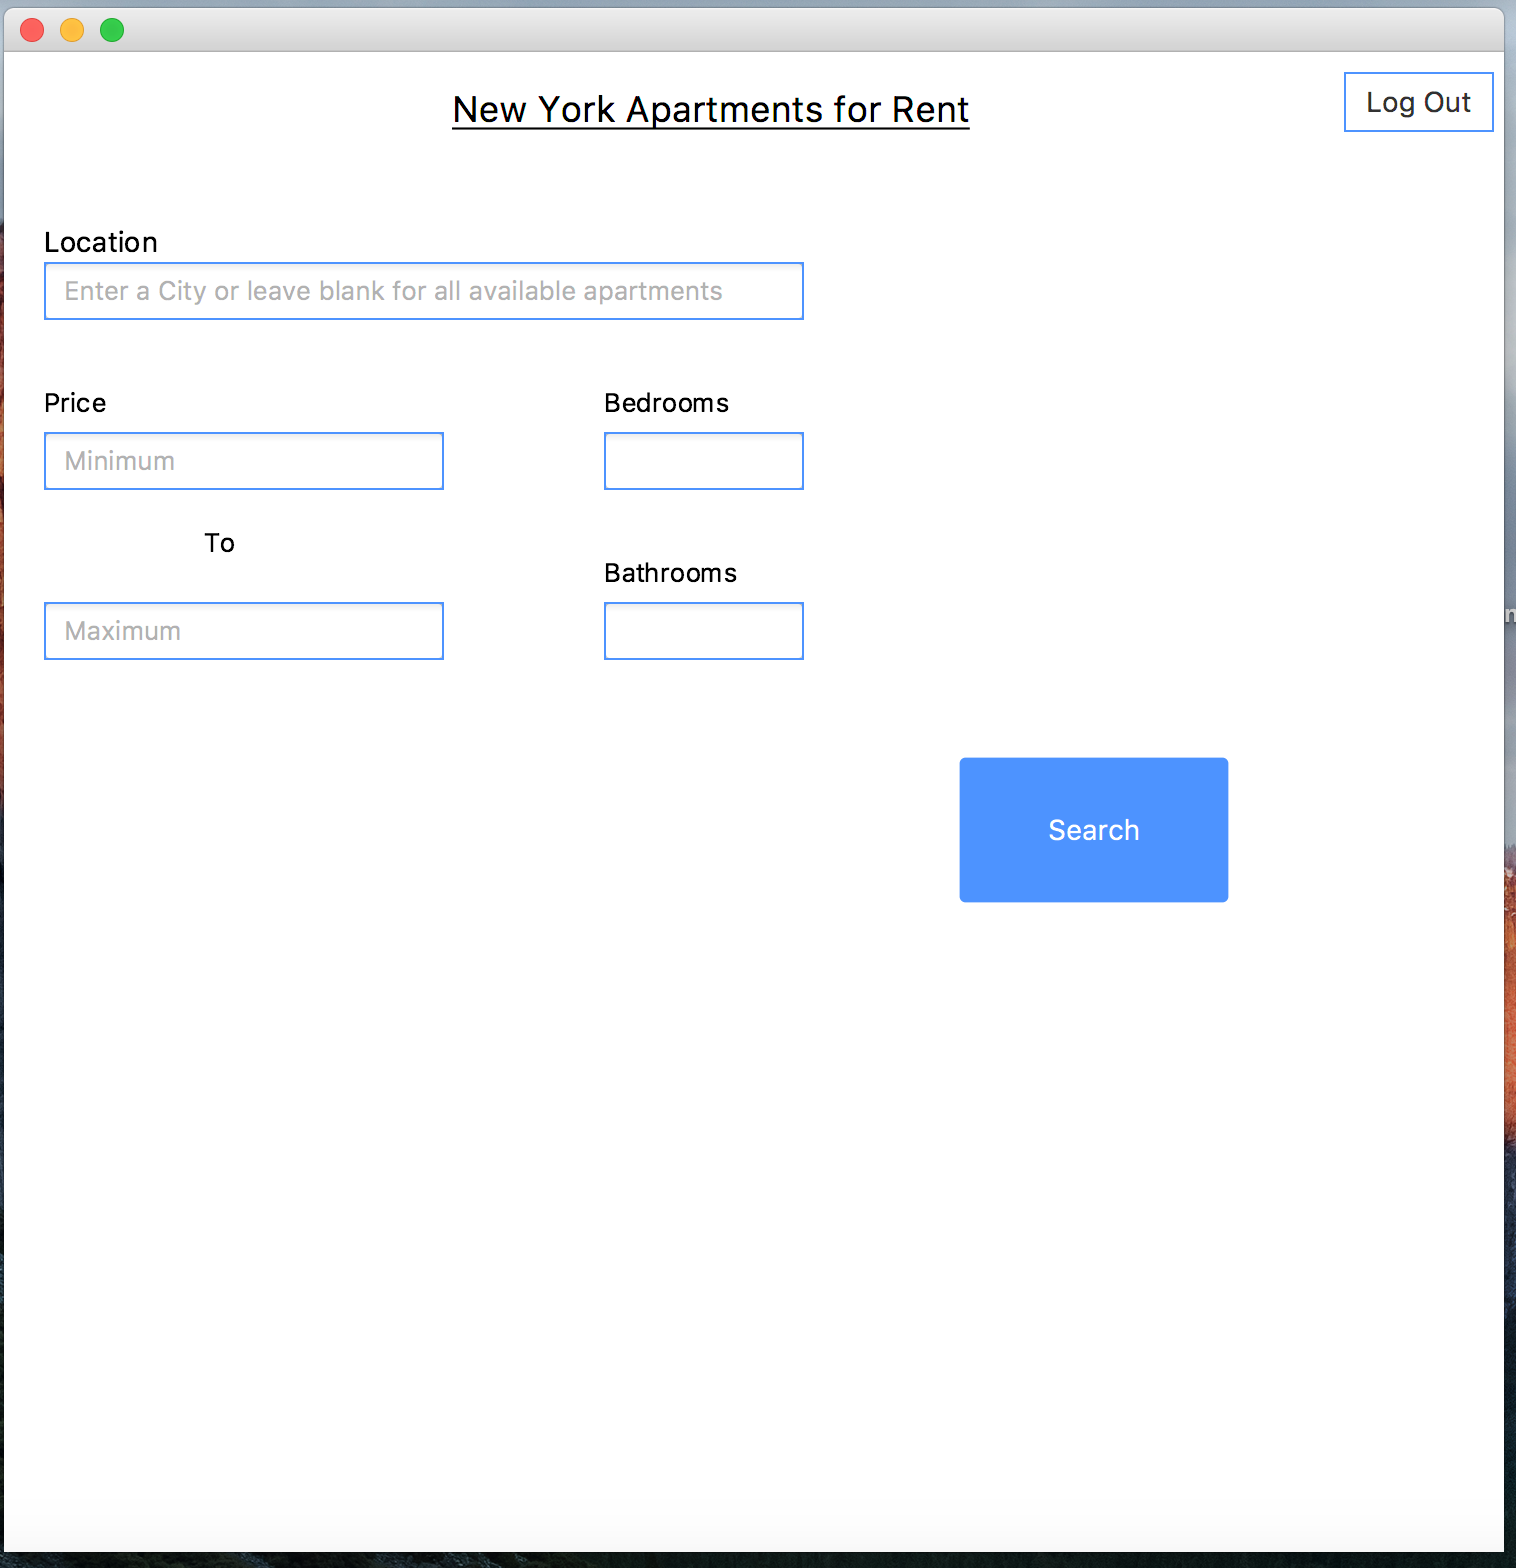 New York Apartments for Rent
Log Out
Location
Enter a City or leave blank for all available apartments
Price
Bedrooms
Minimum
To
Bathrooms
Maximum
Search